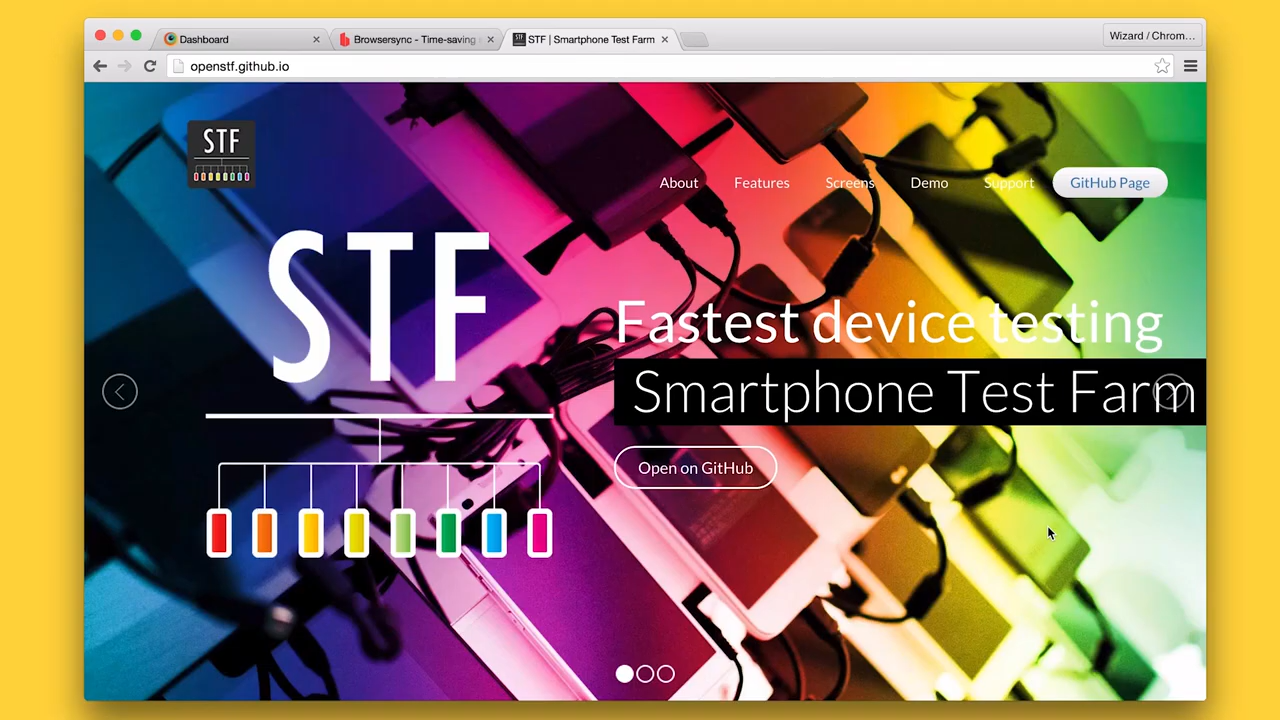 Dashboard
Browsersync - Time-saving
STF | Smartphone Test Farm
Wizard / Chrom...
openstf.github.io
STF
About
Features
Screens
Demo
Support
GitHub Page
STF
Fastest device testing
Smartphone Test Farm
Open on GitHub